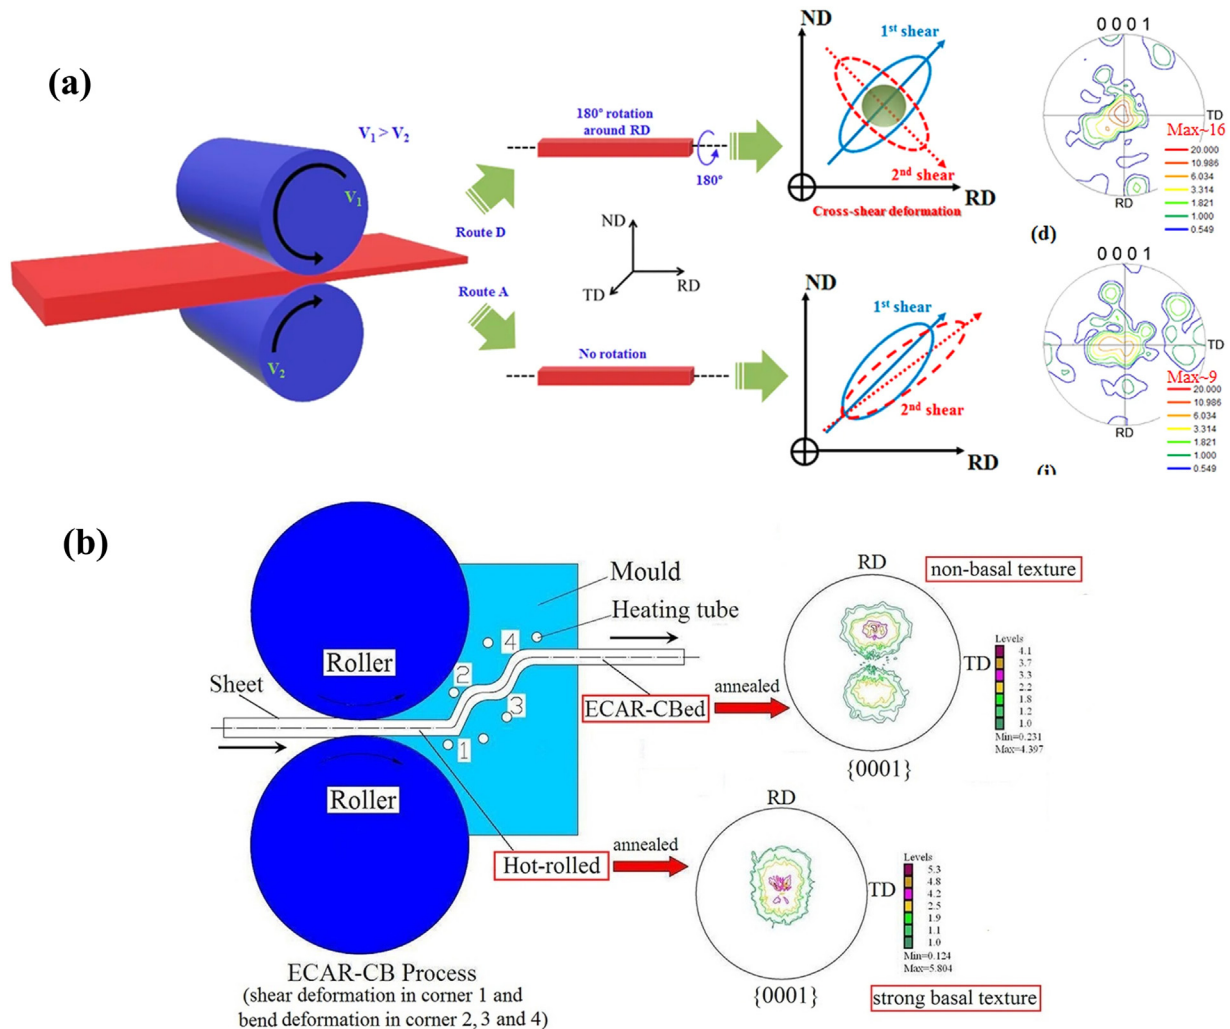 (a)
V1 > V2
V1
V2
Route D
Route A
180° rotation
around RD
180°
ND
RD
TD
No rotation
ND
1st shear
2nd shear
Cross-shear deformation
RD
ND
1st shear
2nd shear
RD
0 0 0 1
TD
Max~16
20.000
10.986
6.034
3.314
1.821
1.000
0.549
RD
(d)
0 0 0 1
TD
Max~9
20.000
10.986
6.034
3.314
1.821
1.000
0.549
RD
(i)
(b)
Mould
Heating tube
Roller
Sheet
Roller
1
2
3
4
ECAR-CBed
annealed
Hot-rolled
annealed
ECAR-CB Process
(shear deformation in corner 1 and
bend deformation in corner 2, 3 and 4)
RD
non-basal texture
TD
Levels
4.1
3.7
3.3
2.2
1.8
1.2
1.0
Min=0.231
Max=4.397
{0001}
RD
TD
Levels
5.3
4.8
4.2
2.5
1.9
1.1
1.0
Min=0.124
Max=5.804
{0001}
strong basal texture